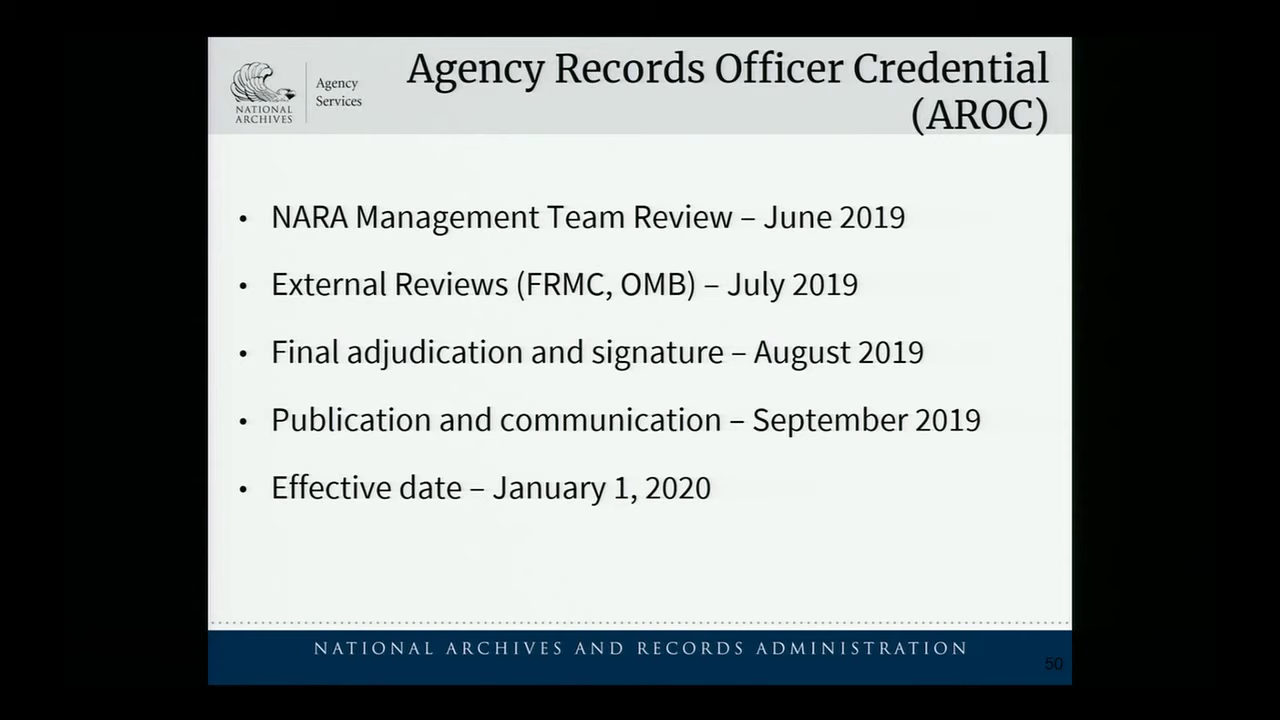 NATIONAL
ARCHIVES
Agency
Services
Agency Records Officer Credential
(AROC)
• NARA Management Team Review – June 2019
• External Reviews (FRMC, OMB) – July 2019
• Final adjudication and signature – August 2019
• Publication and communication – September 2019
• Effective date – January 1, 2020
NATIONAL ARCHIVES AND RECORDS ADMINISTRATION
50